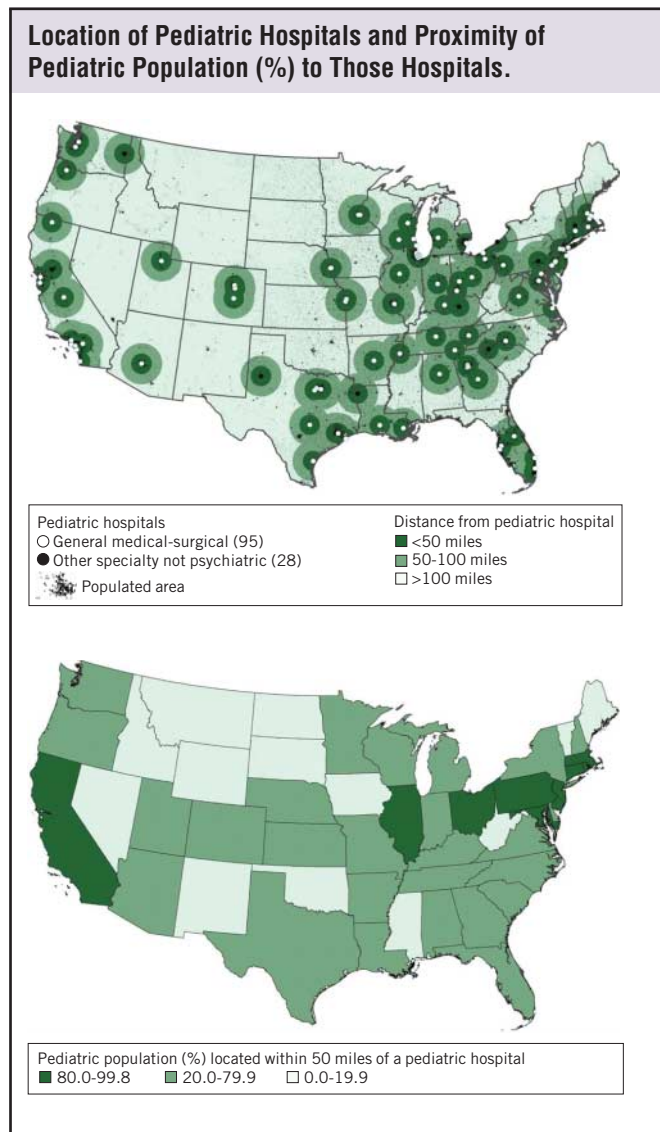 Location of Pediatric Hospitals and Proximity of
Pediatric Population (%) to Those Hospitals.
Pediatric hospitals
General medical-surgical (95)
Other specialty not psychiatric (28)
Populated area
Distance from pediatric hospital
<50 miles
50-100 miles
>100 miles
Pediatric population (%) located within 50 miles of a pediatric hospital
80.0-99.8 20.0-79.9 0.0-19.9